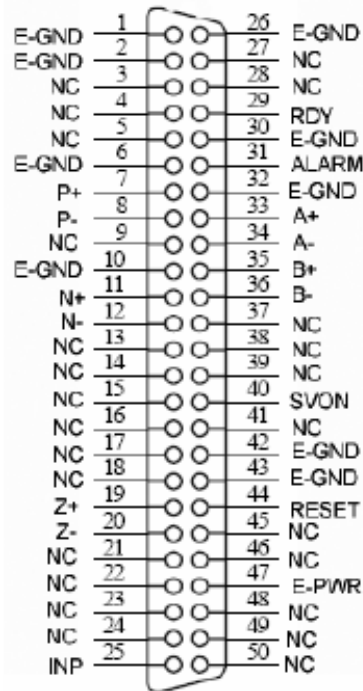 E-GND 1 26 E-GND
E-GND 2 27 NC
NC 3 28 NC
NC 4 29 RDY
NC 5 30 E-GND
E-GND 6 31 ALARM
P+ 7 32 E-GND
P- 8 33 A+
NC 9 34 A-
E-GND 10 35 B+
N+ 11 36 B-
N- 12 37 NC
NC 13 38 NC
NC 14 39 NC
NC 15 40 SVON
NC 16 41 NC
NC 17 42 E-GND
NC 18 43 E-GND
Z+ 19 44 RESET
Z- 20 45 NC
NC 21 46 NC
NC 22 47 E-PWR
NC 23 48 NC
NC 24 49 NC
INP 25 50 NC